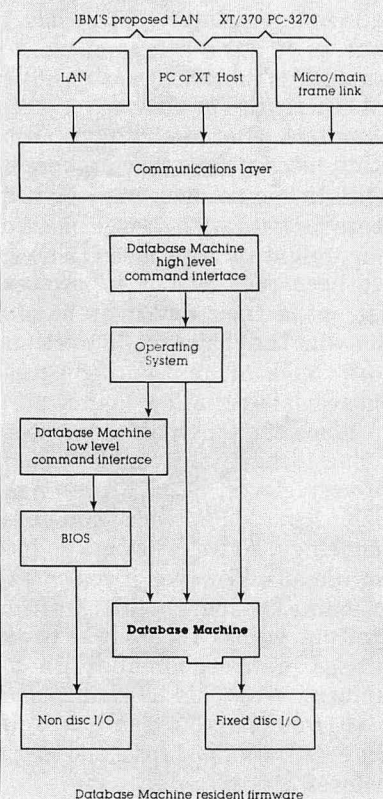 IBM'S proposed LAN
XT/370 PC-3270
LAN
PC or XT Host
Micro/main
frame link
Communications layer
Database Machine
high level
command interface
Operating
System
Database Machine
low level
command interface
BIOS
Database Machine
Non disc I/O
Fixed disc I/O
Database Machine resident firmware